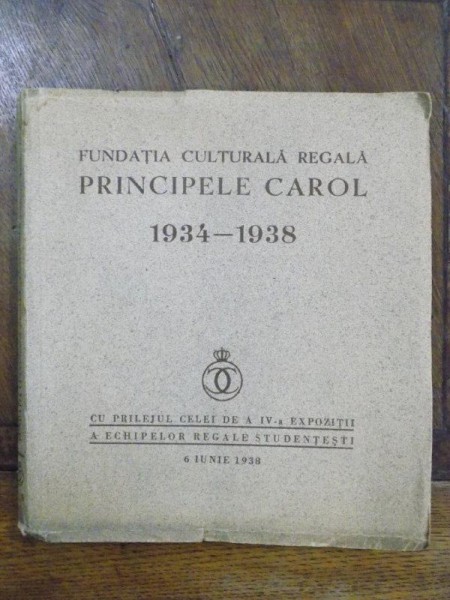 FUNDAȚIA CULTURALĂ REGALĂ
PRINCIPELE CAROL
1934—1938
CU PRILEJUL CELEI DE A IV-a EXPOZIȚII
A ECHIPELOR REGALE STUDENȚEȘTI
6 IUNIE 1938